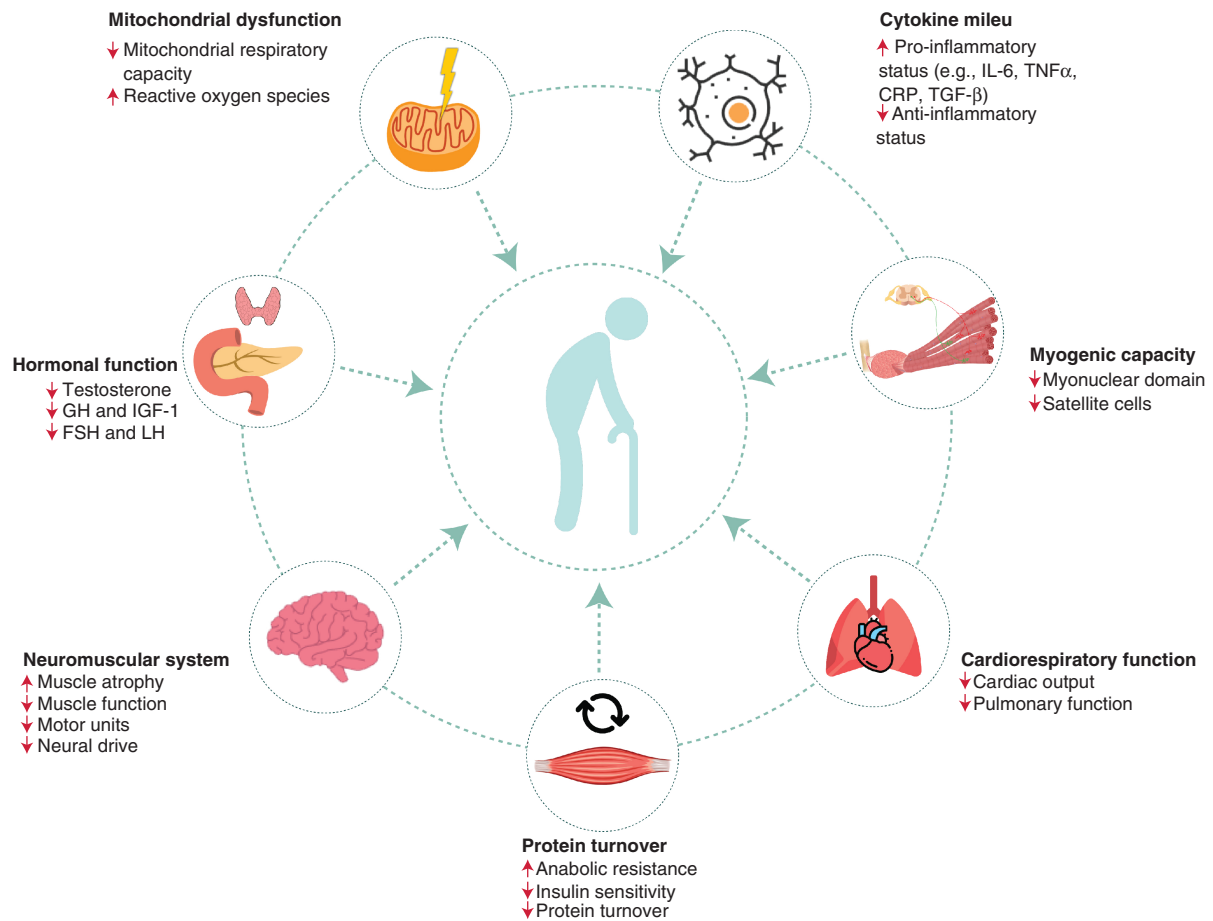 Mitochondrial dysfunction
↓ Mitochondrial respiratory
capacity
↑ Reactive oxygen species
Cytokine mileu
↑ Pro-inflammatory
status (e.g., IL-6, TNFα,
CRP, TGF-β)
↓ Anti-inflammatory
status
Hormonal function
↓ Testosterone
↓ GH and IGF-1
↓ FSH and LH
Myogenic capacity
↓ Myonuclear domain
↓ Satellite cells
Neuromuscular system
↑ Muscle atrophy
↓ Muscle function
↓ Motor units
↓ Neural drive
Cardiorespiratory function
↓ Cardiac output
↓ Pulmonary function
Protein turnover
↑ Anabolic resistance
↓ Insulin sensitivity
↓ Protein turnover